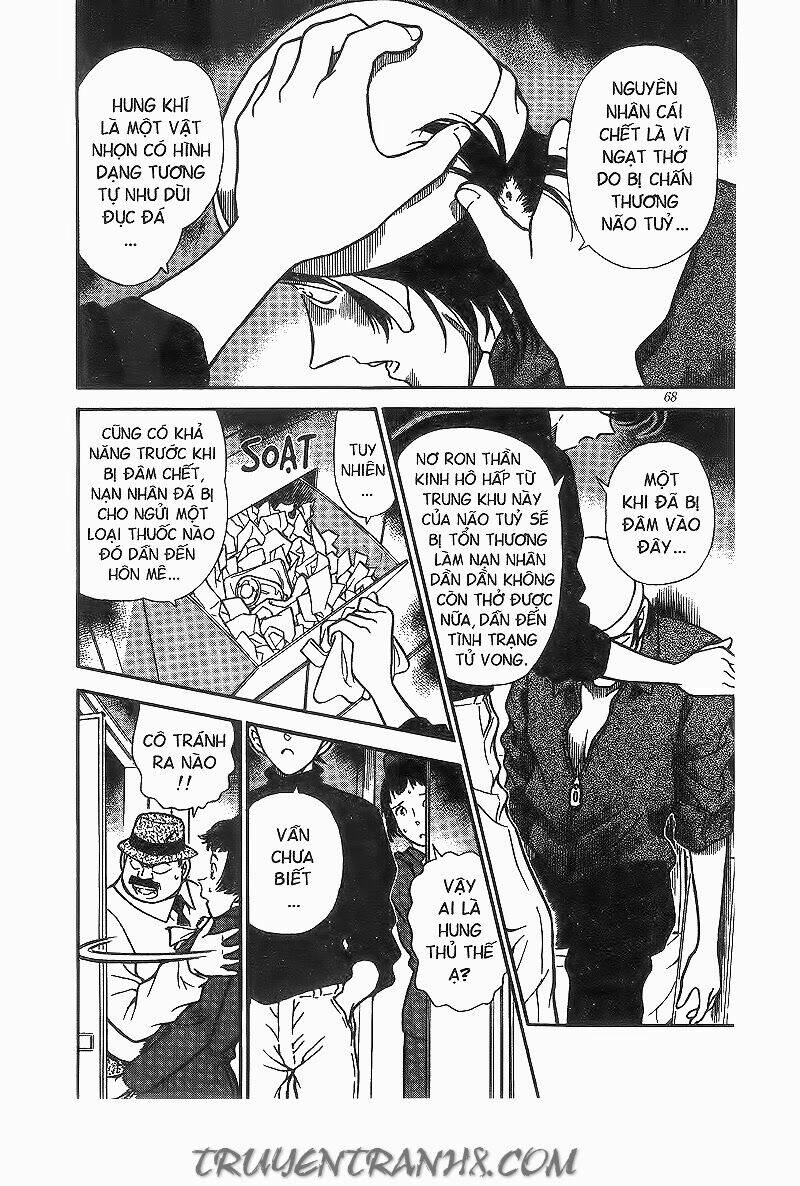 NGUYÊN
NHÂN CÁI
CHẾT LÀ VÌ
NGẠT THỞ
DO BỊ CHẤN
THƯƠNG
NÃO TUỶ...
HUNG KHÍ
LÀ MỘT VẬT
NHỌN CÓ HÌNH
DẠNG TƯƠNG
TỰ NHƯ DÙI
ĐỤC ĐÁ
...
68
MỘT
KHI ĐÃ BỊ
ĐÂM VÀO
ĐÂY...
NƠ RON THẦN
KINH HÔ HẤP TỪ
TRUNG KHU NÀY
CỦA NÃO TUỶ SẼ
BỊ TỔN THƯƠNG
LÀM NẠN NHÂN
DẦN DẦN KHÔNG
CÒN THỞ ĐƯỢC
NỮA, DẪN ĐẾN
TÌNH TRẠNG
TỬ VONG.
TUY
NHIÊN
...
SOẠT
CŨNG CÓ KHẢ
NĂNG TRƯỚC KHI
BỊ ĐÂM CHẾT,
NẠN NHÂN ĐÃ BỊ
CHO NGỬI MỘT
LOẠI THUỐC NÀO
ĐÓ DẪN ĐẾN
HÔN MÊ...
VẬY
AI LÀ
HUNG
THỦ THẾ
Ạ?
VẪN
CHƯA
BIẾT
...
CÔ TRÁNH
RA NÀO
!!
TRUYENTRANH8.COM